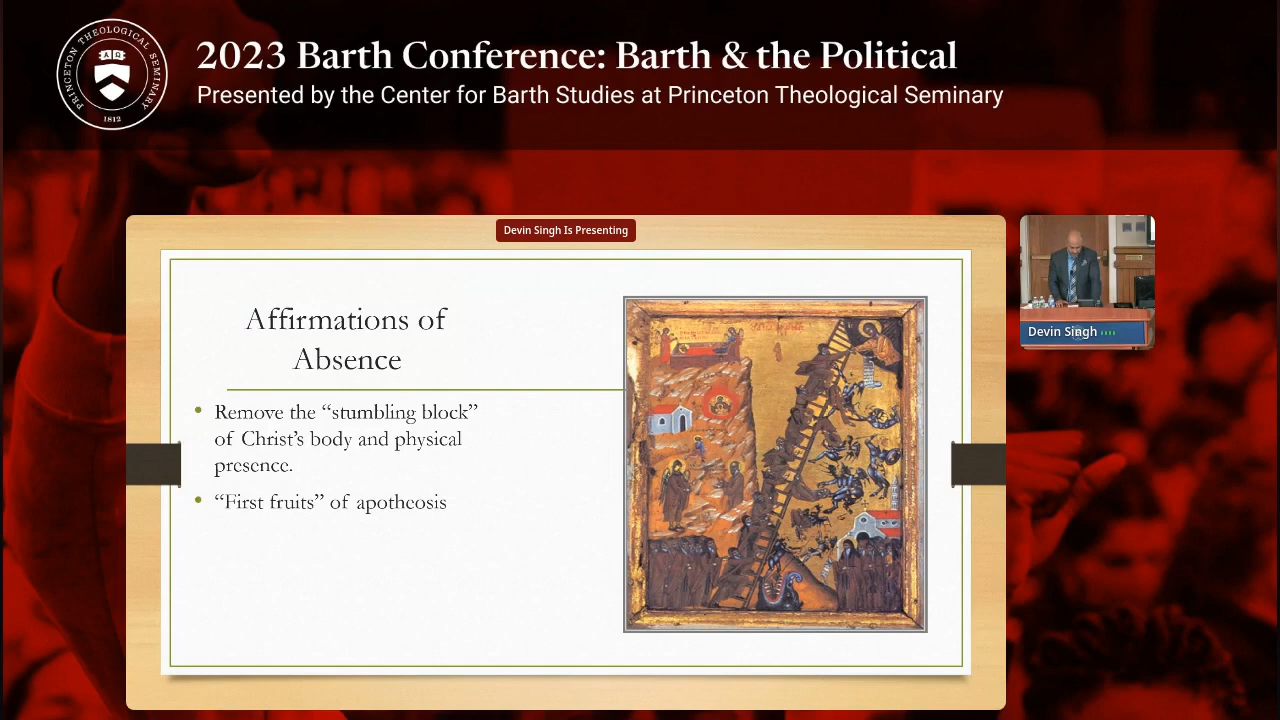 2023 Barth Conference: Barth & the Political
Presented by the Center for Barth Studies at Princeton Theological Seminary
PRINCETON THEOLOGICAL SEMINARY
1812
Devin Singh Is Presenting
Affirmations of
Absence
• Remove the “stumbling block”
of Christ’s body and physical
presence.
• “First fruits” of apotheosis
Devin Singh